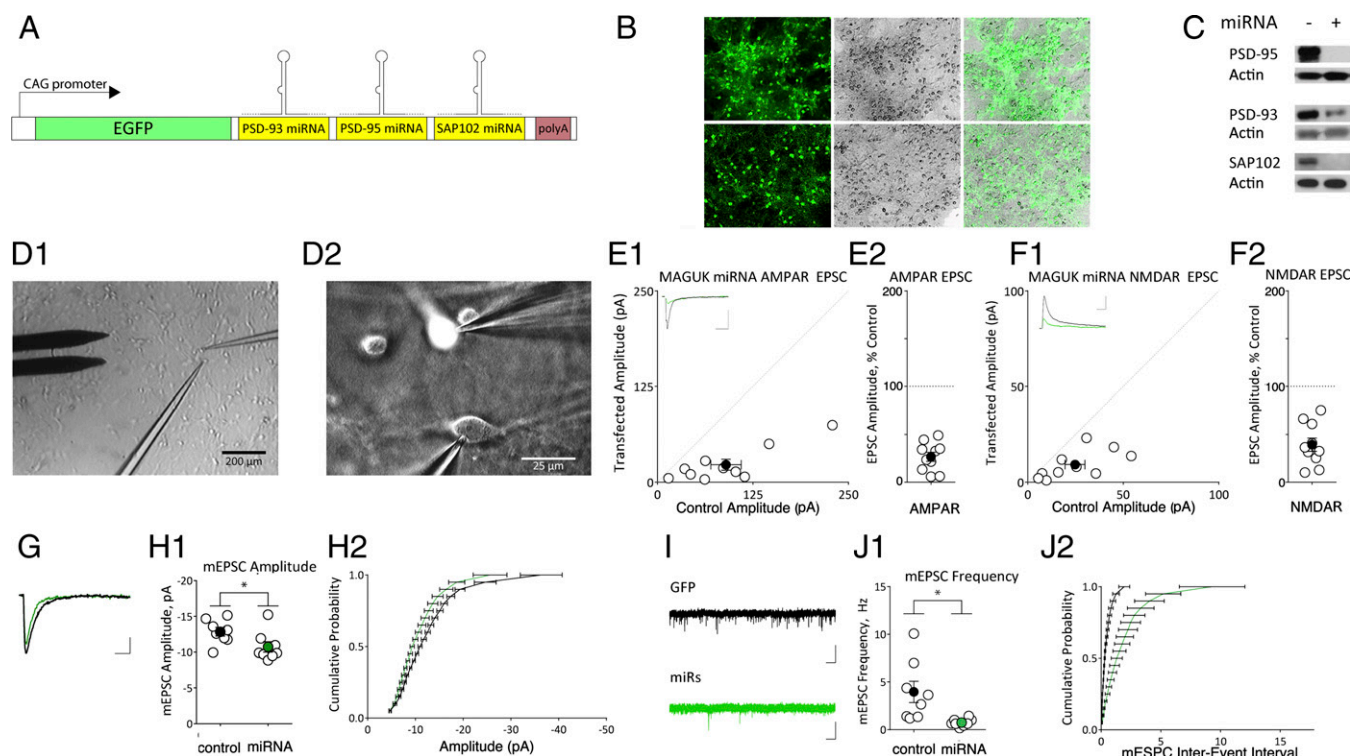 A
CAG promoter
EGFP
PSD-93 miRNA
PSD-95 miRNA
SAP102 miRNA
polyA
B
C
miRNA - +
PSD-95
Actin
PSD-93
Actin
SAP102
Actin
D1
200 µm
D2
25 µm
E1
MAGUK miRNA AMPAR EPSC
Transfected Amplitude (pA)
250
125
0
0
125
250
Control Amplitude (pA)
E2
AMPAR EPSC
EPSC Amplitude, % Control
200
100
0
AMPAR
F1
MAGUK miRNA NMDAR EPSC
Transfected Amplitude (pA)
100
50
0
0
50
100
Control Amplitude (pA)
F2
NMDAR EPSC
EPSC Amplitude, % Control
200
100
0
NMDAR
G
H1
mEPSC Amplitude
*
mEPSC Amplitude, pA
-20
-15
-10
-5
0
control miRNA
H2
Cumulative Probability
1.0
0.5
0.0
0 -10 -20 -30 -40 -50
Amplitude (pA)
I
GFP
miRs
J1
mEPSC Frequency
*
mEPSC Frequency, Hz
15
10
5
0
control miRNA
J2
Cumulative Probability
1.0
0.5
0.0
0 5 10 15
mESPC Inter-Event Interval